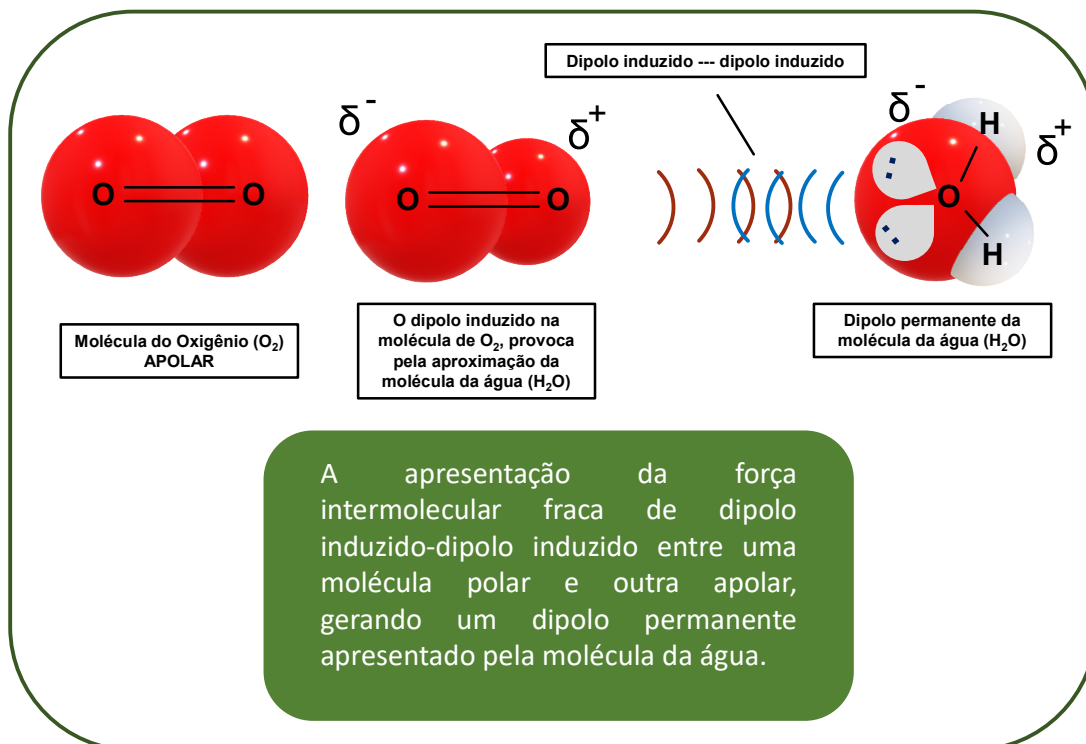 Dipolo induzido --- dipolo induzido
δ - δ + δ - δ +
O O O O O H H
Molécula do Oxigênio (O₂)
APOLAR
O dipolo induzido na
molécula de O₂, provoca
pela aproximação da
molécula da água (H₂O)
Dipolo permanente da
molécula da água (H₂O)
A apresentação da força
intermolecular fraca de dipolo
induzido-dipolo induzido entre uma
molécula polar e outra apolar,
gerando um dipolo permanente
apresentado pela molécula da água.